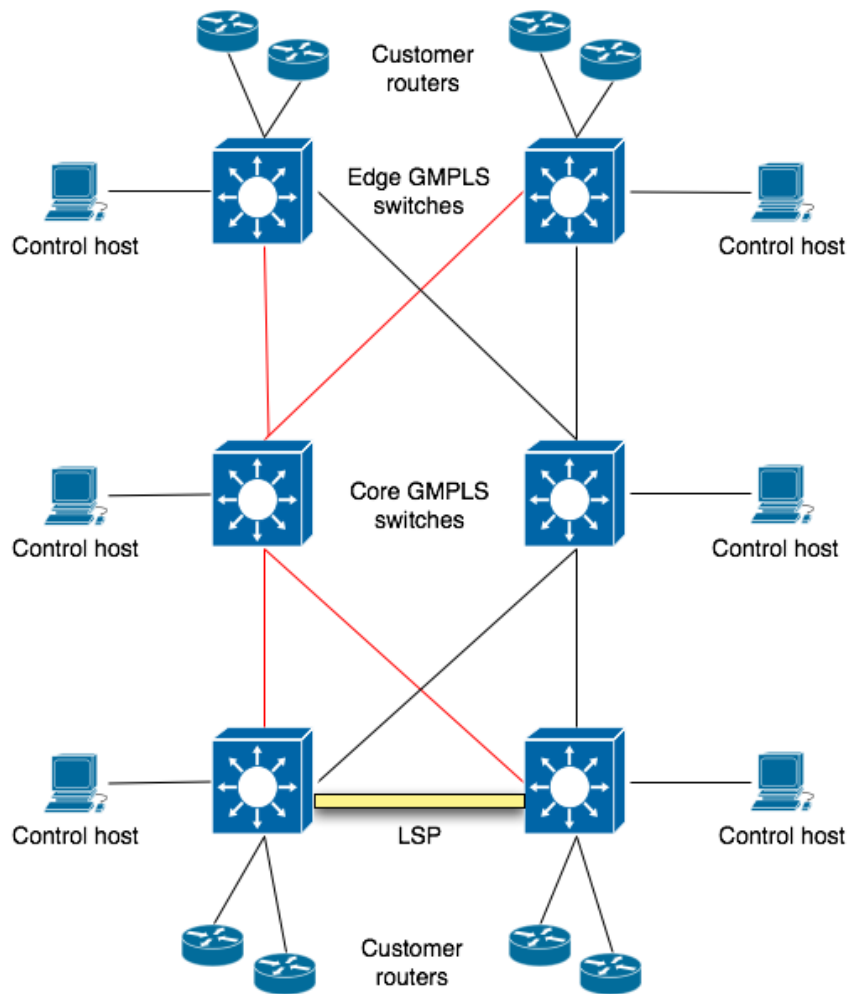 Customer
routers
Edge GMPLS
switches
Control host
Control host
Core GMPLS
switches
Control host
Control host
Control host
LSP
Control host
Customer
routers